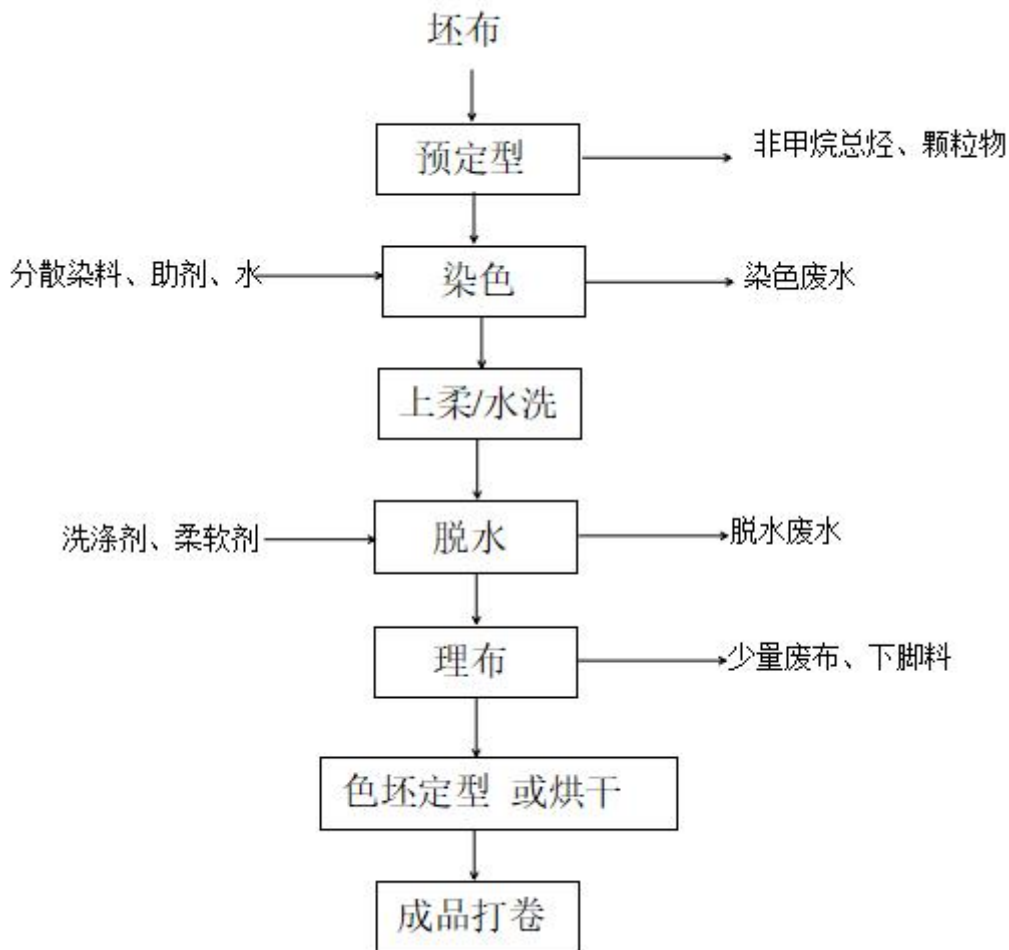 坯布
预定型
非甲烷总烃、颗粒物
分散染料、助剂、水
染色
染色废水
上柔/水洗
洗涤剂、柔软剂
脱水
脱水废水
理布
少量废布、下脚料
色坯定型 或烘干
成品打卷